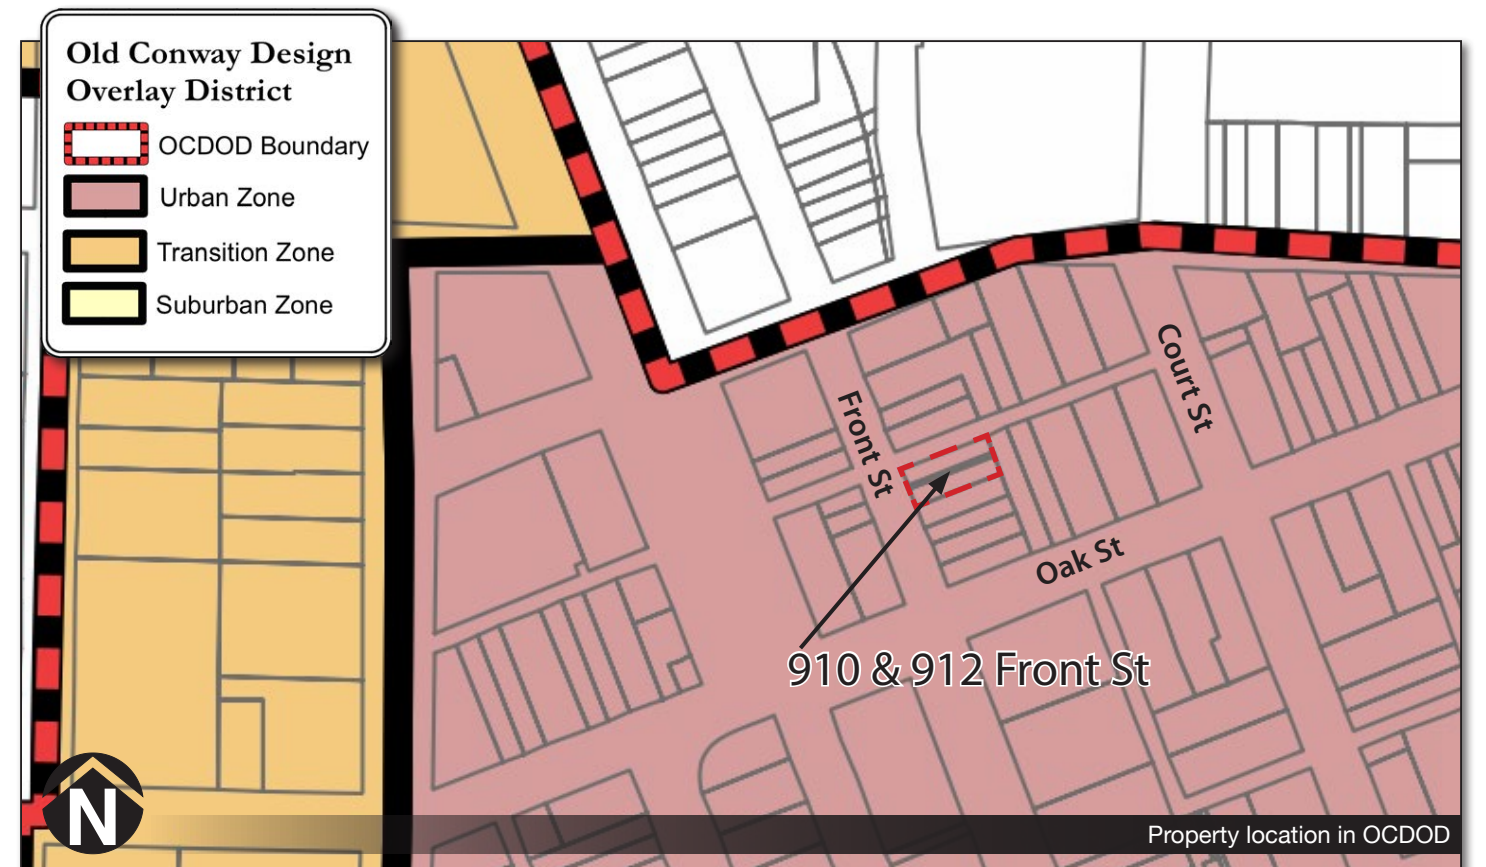 Old Conway Design
Overlay District
OCDOD Boundary
Urban Zone
Transition Zone
Suburban Zone
Court St
Front St
Oak St
910 & 912 Front St
N
Property location in OCDOD